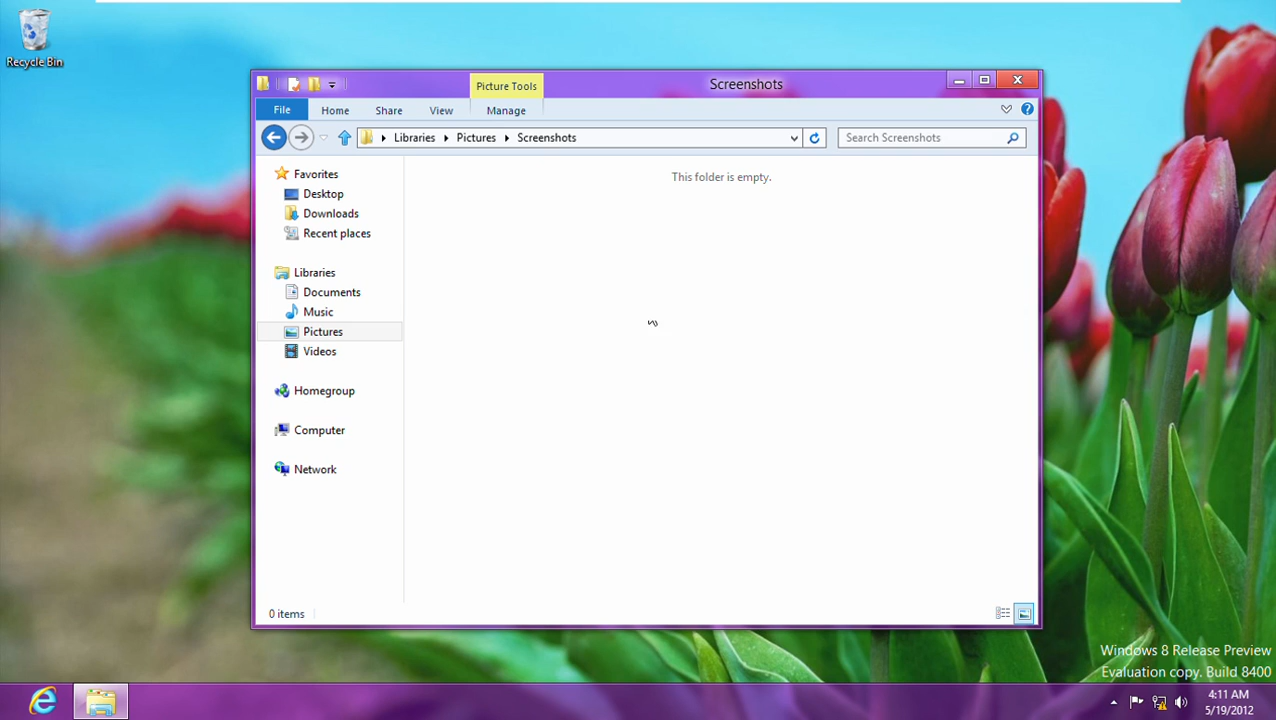 Recycle Bin
Picture Tools
Screenshots
File
Home
Share
View
Manage
Libraries
Pictures
Screenshots
Search Screenshots
Favorites
Desktop
Downloads
Recent places
Libraries
Documents
Music
Pictures
Videos
Homegroup
Computer
Network
This folder is empty.
0 items
Windows 8 Release Preview
Evaluation copy. Build 8400
4:11 AM
5/19/2012